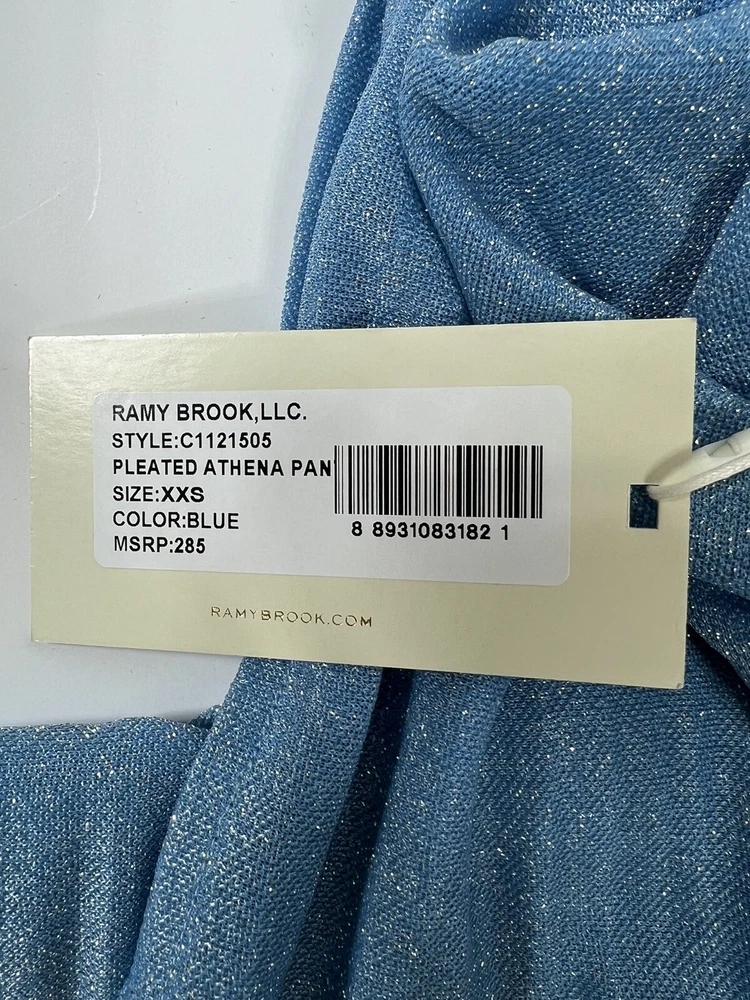 RAMY BROOK,LLC.
STYLE:C1121505
PLEATED ATHENA PAN
SIZE:XXS
COLOR:BLUE
MSRP:285
8 8931083182 1
RAMYBROOK.COM